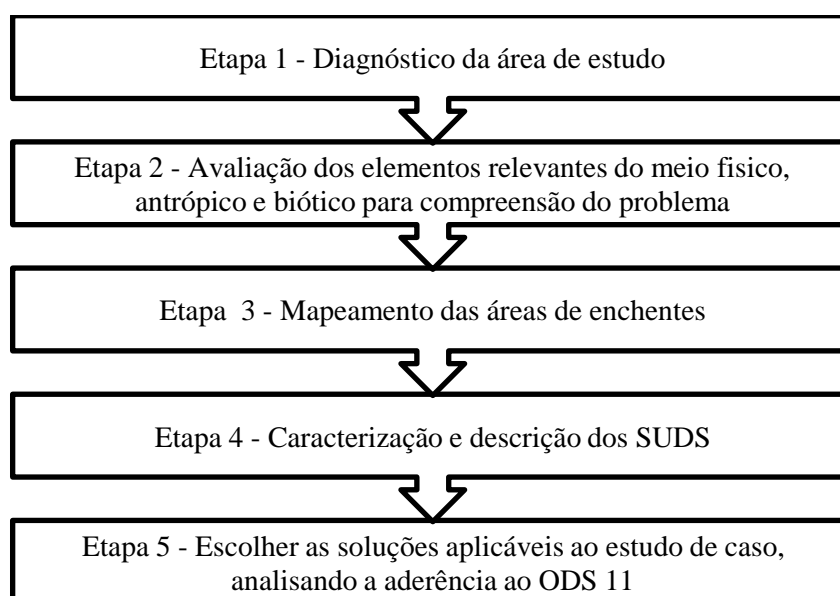 Etapa 1 - Diagnóstico da área de estudo
Etapa 2 - Avaliação dos elementos relevantes do meio fisico,
antrópico e biótico para compreensão do problema
Etapa  3 - Mapeamento das áreas de enchentes
Etapa 4 - Caracterização e descrição dos SUDS
Etapa 5 - Escolher as soluções aplicáveis ao estudo de caso,
analisando a aderência ao ODS 11